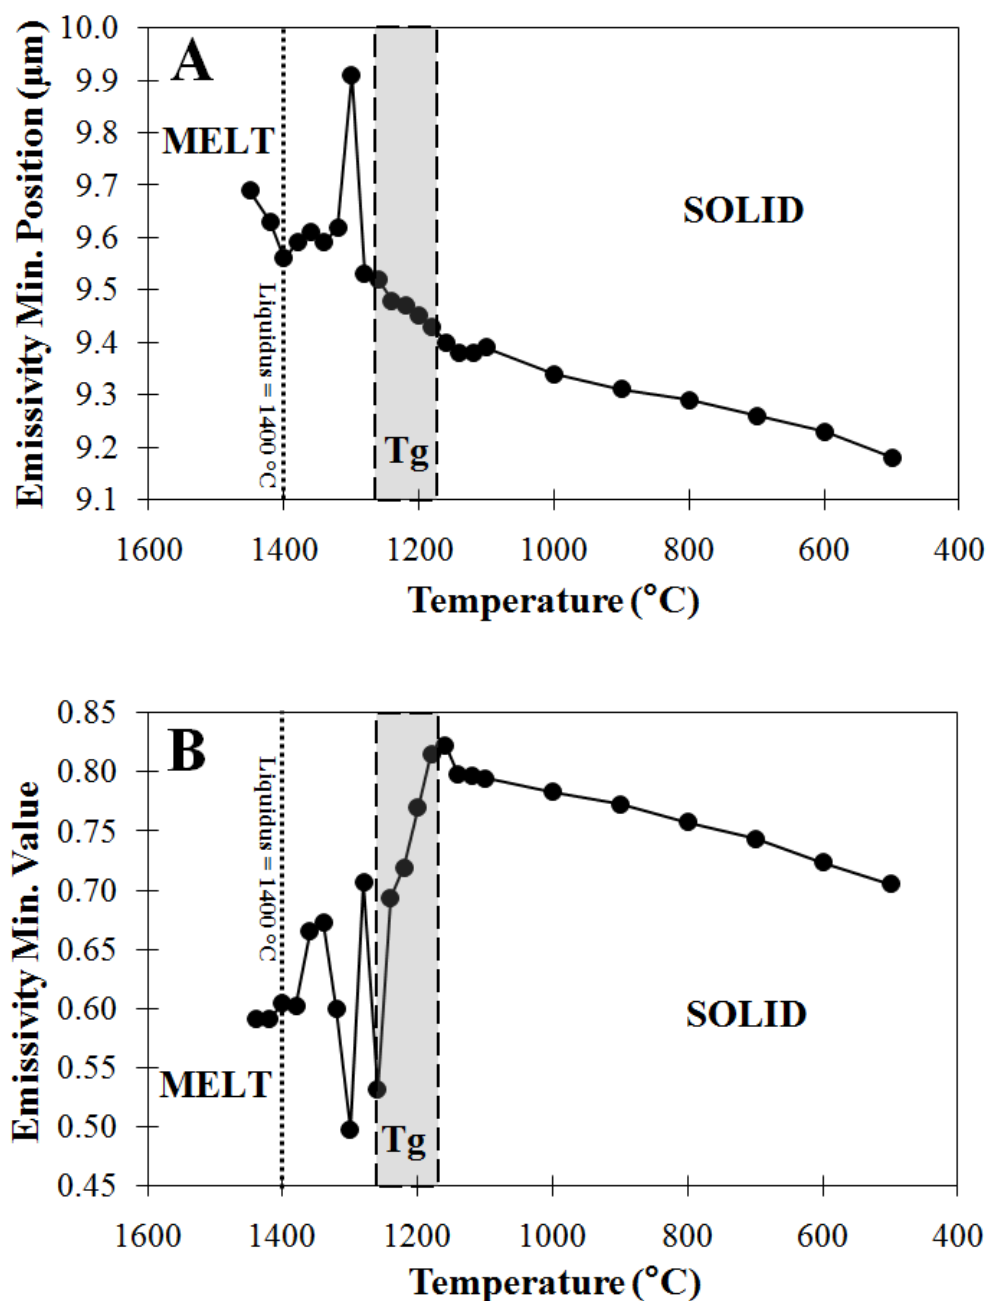 10.0
A
9.9
9.8
MELT
9.7
SOLID
9.6
9.5
9.4
9.3
9.2
9.1
Emissivity Min. Position (µm)
Liquidus = 1400 °C
Tg
1600 1400 1200 1000 800 600 400
Temperature (°C)
0.85
B
0.80
0.75
0.70
0.65
0.60
SOLID
0.55
MELT
0.50
Tg
0.45
Emissivity Min. Value
Liquidus = 1400 °C
1600 1400 1200 1000 800 600 400
Temperature (°C)